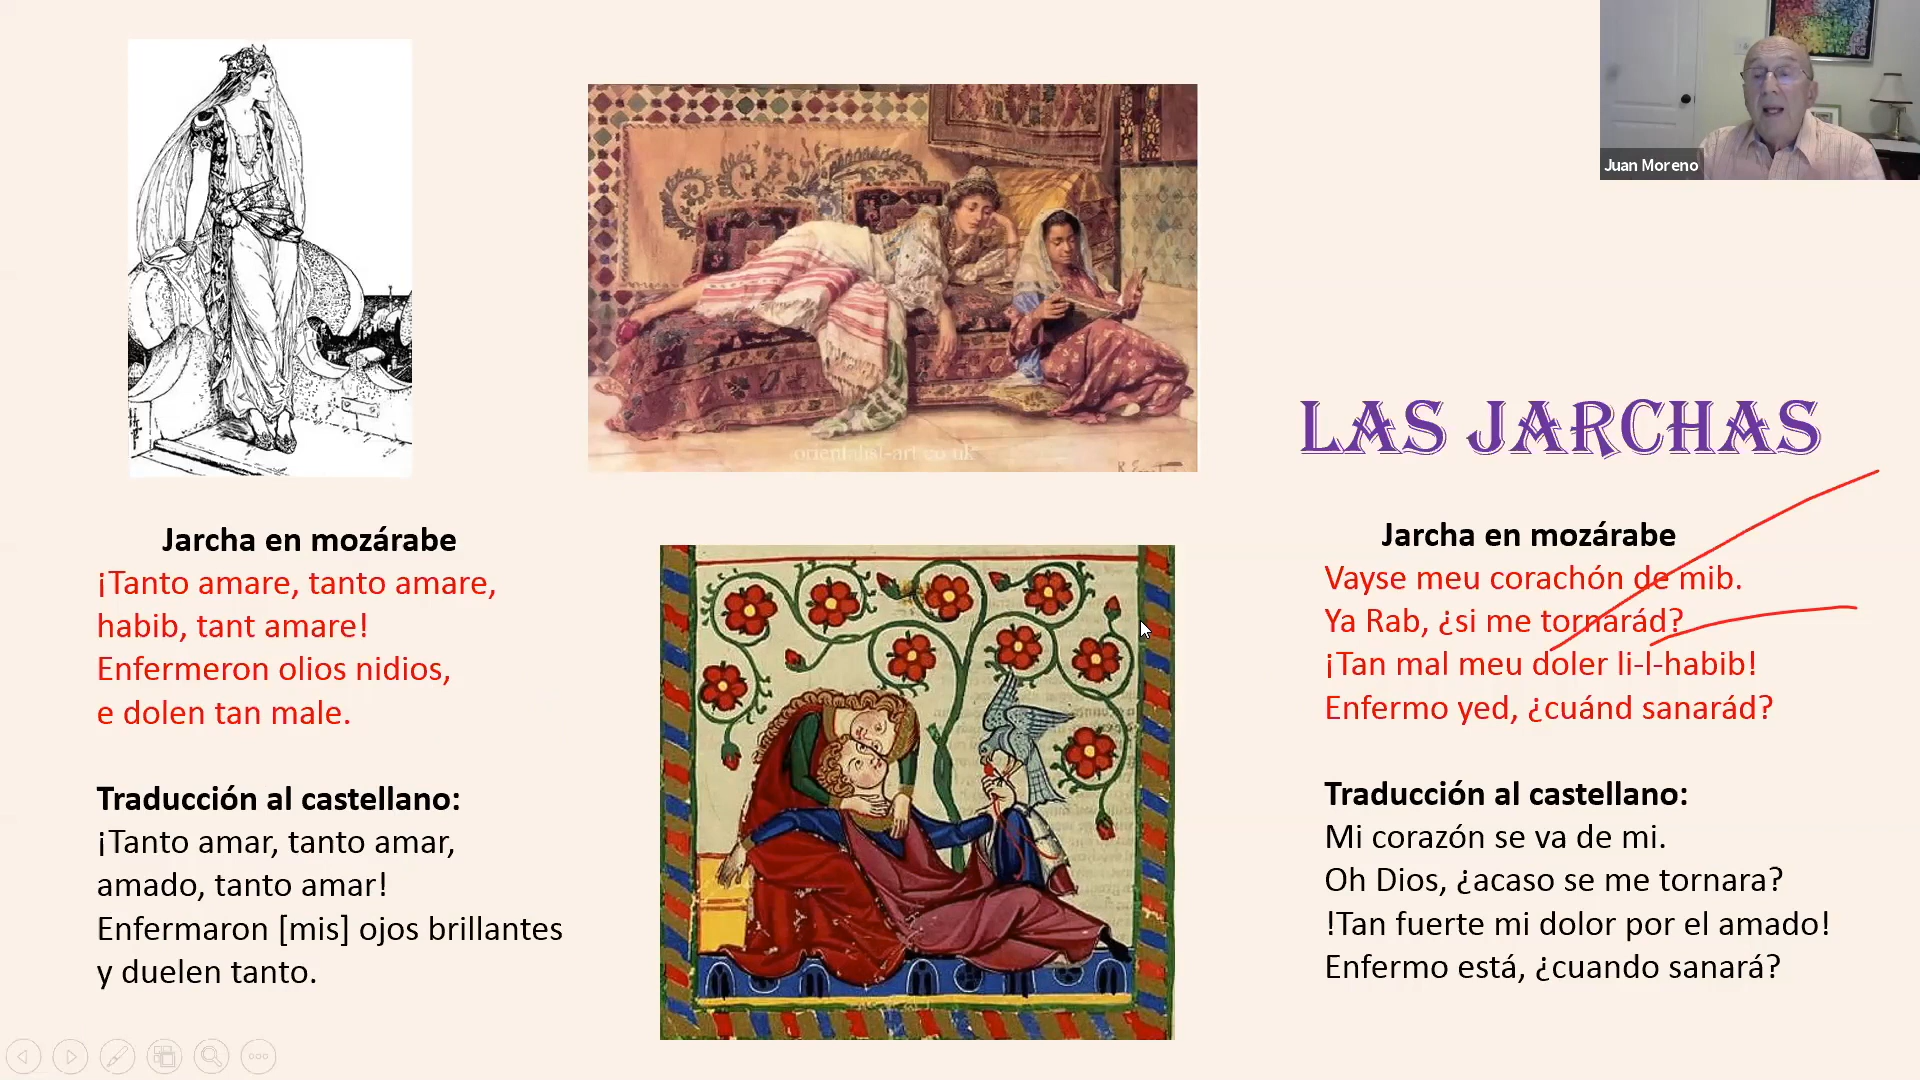 Juan Moreno
orientalist-art.co.uk
LAS JARCHAS
Jarcha en mozárabe
¡Tanto amare, tanto amare,
habib, tant amare!
Enfermeron olios nidios,
e dolen tan male.
Traducción al castellano:
¡Tanto amar, tanto amar,
amado, tanto amar!
Enfermaron [mis] ojos brillantes
y duelen tanto.
Jarcha en mozárabe
Vayse meu corachón de mib.
Ya Rab, ¿si me tornarád?
¡Tan mal meu doler li-l-habib!
Enfermo yed, ¿cuánd sanarád?
Traducción al castellano:
Mi corazón se va de mi.
Oh Dios, ¿acaso se me tornara?
!Tan fuerte mi dolor por el amado!
Enfermo está, ¿cuando sanará?